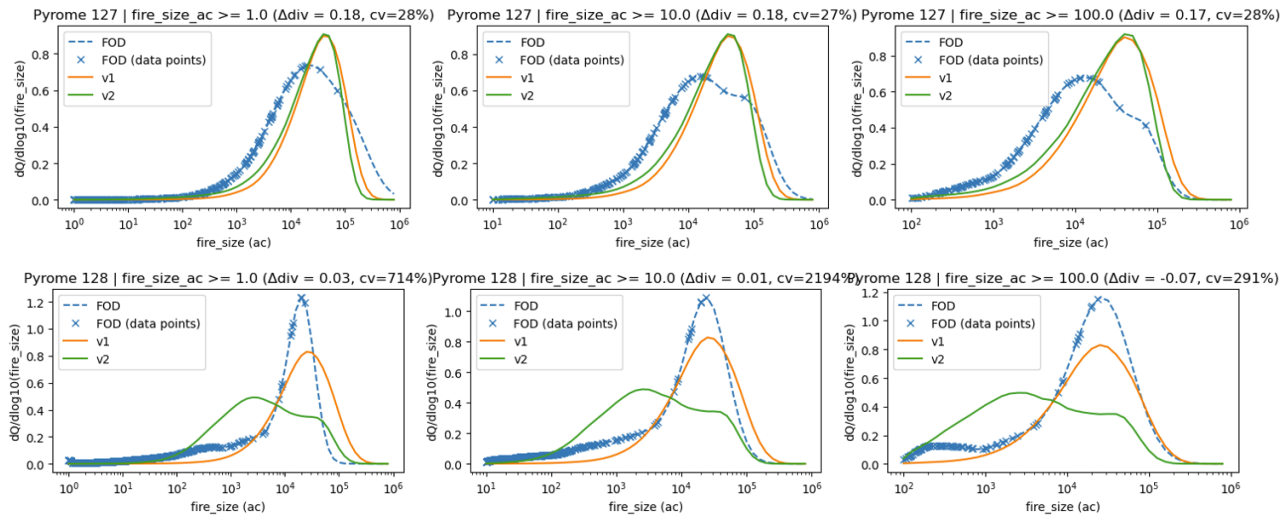 Pyrome 127 | fire_size_ac >= 1.0 (Δdiv = 0.18, cv=28%)
dQ/dlog10(fire_size)
0.8
0.6
0.4
0.2
0.0
FOD
FOD (data points)
v1
v2
10^0 10^1 10^2 10^3 10^4 10^5 10^6
fire_size (ac)
Pyrome 127 | fire_size_ac >= 10.0 (Δdiv = 0.18, cv=27%)
dQ/dlog10(fire_size)
0.8
0.6
0.4
0.2
0.0
FOD
FOD (data points)
v1
v2
10^1 10^2 10^3 10^4 10^5 10^6
fire_size (ac)
Pyrome 127 | fire_size_ac >= 100.0 (Δdiv = 0.17, cv=28%)
dQ/dlog10(fire_size)
0.8
0.6
0.4
0.2
0.0
FOD
FOD (data points)
v1
v2
10^2 10^3 10^4 10^5 10^6
fire_size (ac)
Pyrome 128 | fire_size_ac >= 1.0 (Δdiv = 0.03, cv=714%)
dQ/dlog10(fire_size)
1.2
1.0
0.8
0.6
0.4
0.2
0.0
FOD
FOD (data points)
v1
v2
10^0 10^1 10^2 10^3 10^4 10^5 10^6
fire_size (ac)
Pyrome 128 | fire_size_ac >= 10.0 (Δdiv = 0.01, cv=2194%)
dQ/dlog10(fire_size)
1.0
0.8
0.6
0.4
0.2
0.0
FOD
FOD (data points)
v1
v2
10^1 10^2 10^3 10^4 10^5 10^6
fire_size (ac)
Pyrome 128 | fire_size_ac >= 100.0 (Δdiv = -0.07, cv=291%)
dQ/dlog10(fire_size)
1.2
1.0
0.8
0.6
0.4
0.2
0.0
FOD
FOD (data points)
v1
v2
10^2 10^3 10^4 10^5 10^6
fire_size (ac)